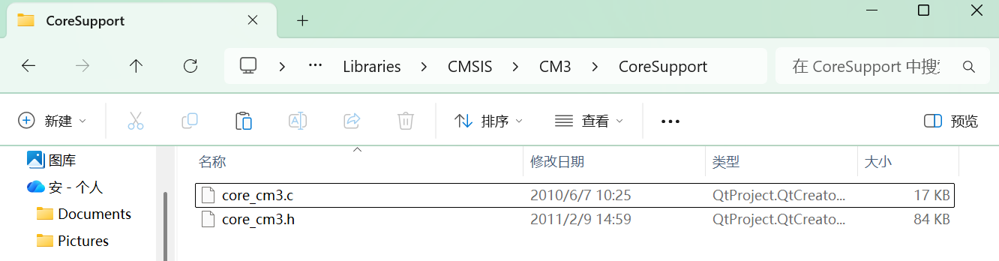 CoreSupport
Libraries CMSIS CM3 CoreSupport 在 CoreSupport 中搜
新建 排序 查看 预览
名称 修改日期 类型 大小
图库
安 - 个人
core_cm3.c 2010/6/7 10:25 QtProject.QtCreato... 17 KB
Documents
core_cm3.h 2011/2/9 14:59 QtProject.QtCreato... 84 KB
Pictures